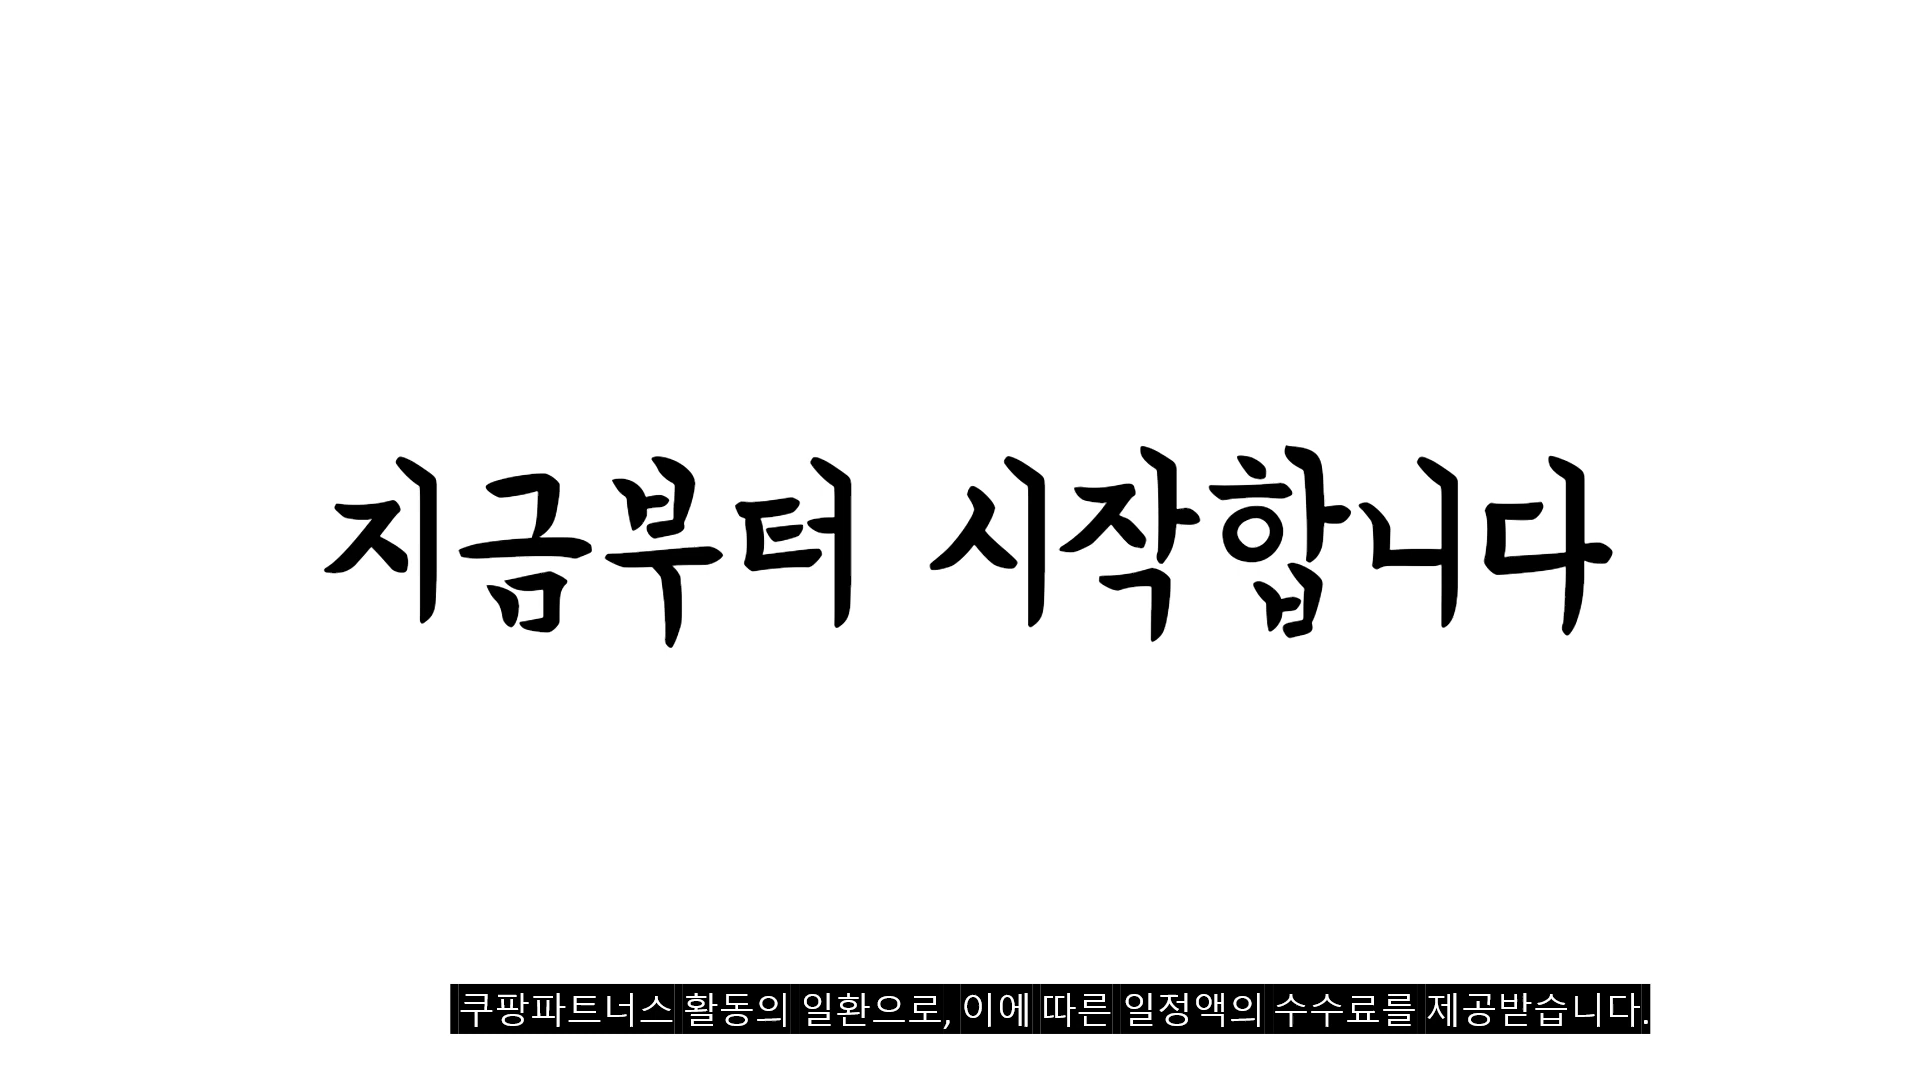 지금부터 시작합니다
쿠팡파트너스 활동의 일환으로, 이에 따른 일정액의 수수료를 제공받습니다.